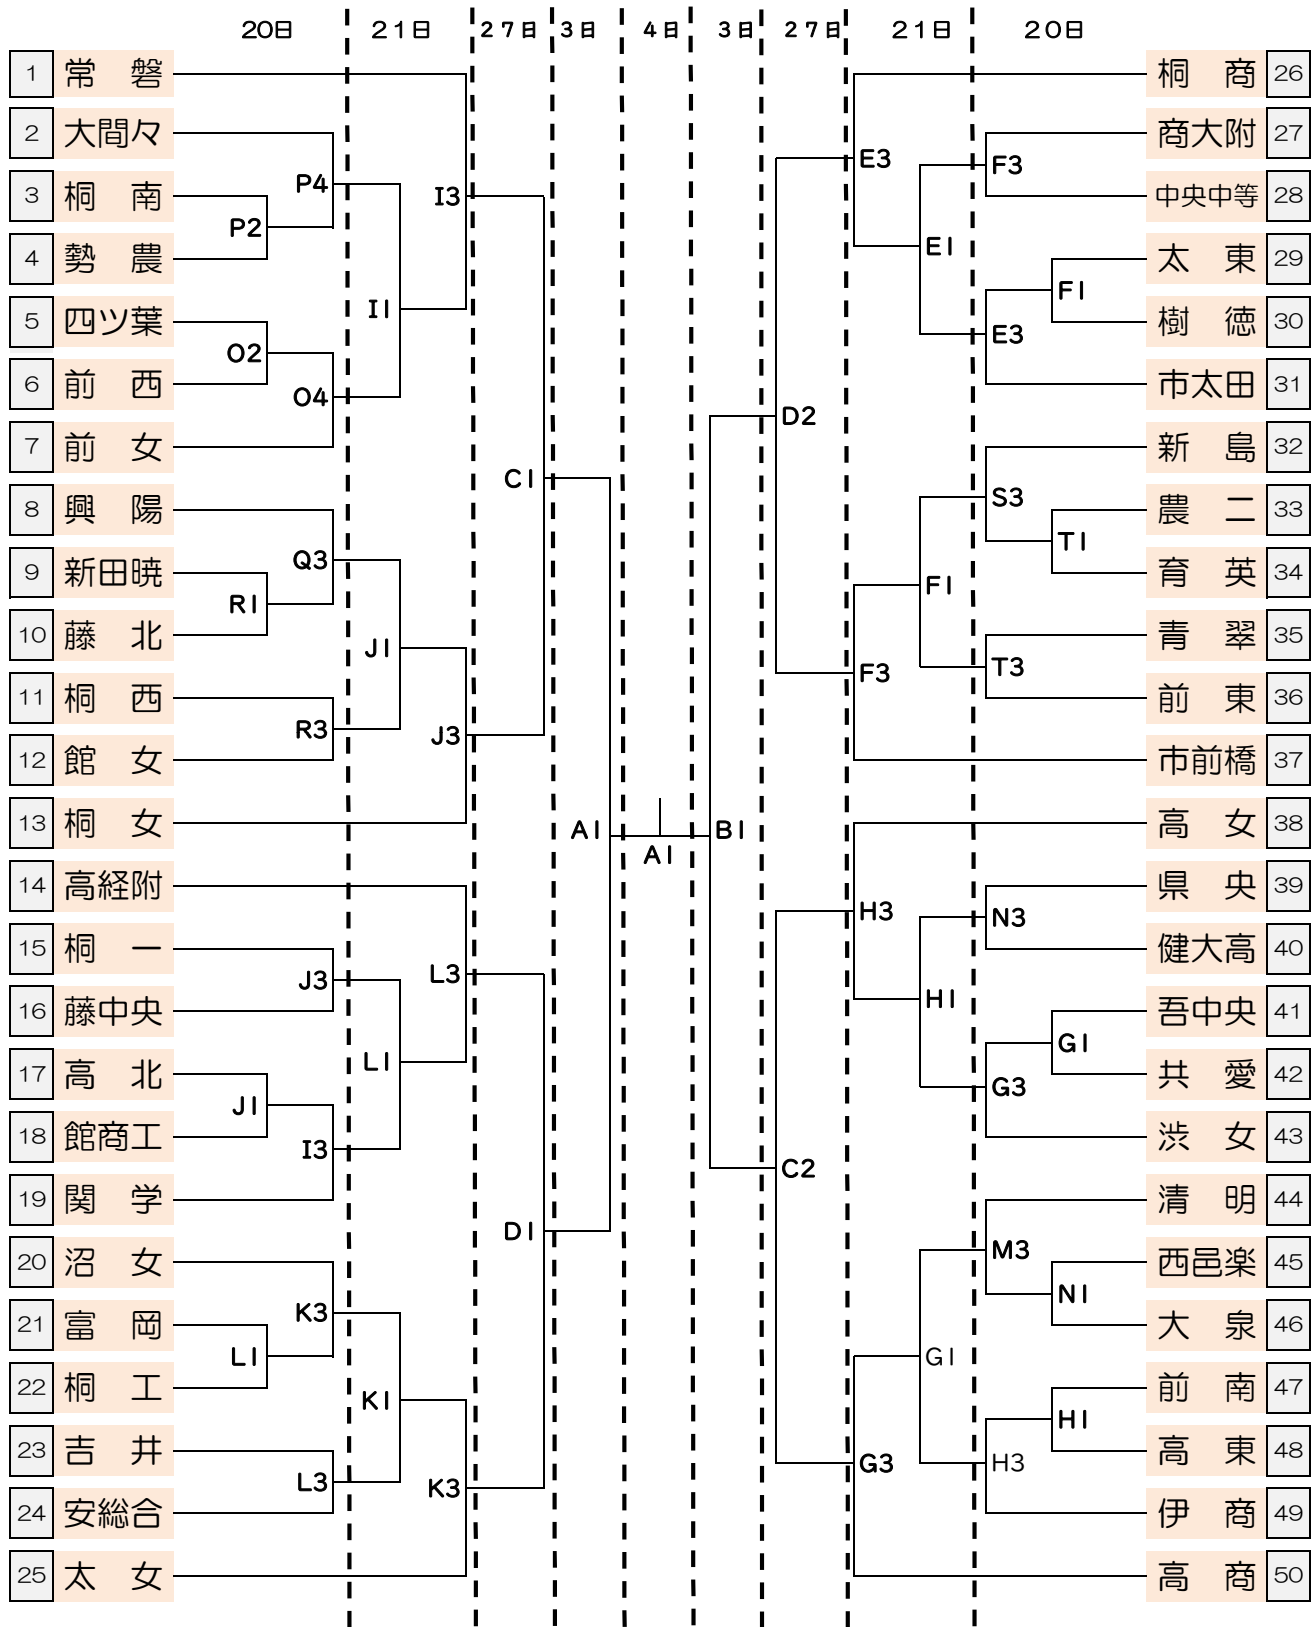 20日 21日 27日 3日 4日 3日 27日 21日 20日
1 常 磐 桐 商 26
2 大間々 商大附 27
E3
F3
P4
3 桐 南 I3 中央中等 28
P2
E1
4 勢 農 太 東 29
F1
I1
5 四ツ葉 樹 徳 30
E3
O2
6 前 西 市太田 31
O4
D2
7 前 女 新 島 32
C1
S3
8 興 陽 農 二 33
T1
Q3
9 新田暁 育 英 34
F1
R1
10 藤 北 青 翠 35
J1
T3
F3
11 桐 西 前 東 36
R3
J3
12 館 女 市前橋 37
13 桐 女 高 女 38
A1 B1
A1
14 高経附 県 央 39
H3
N3
15 桐 一 健大高 40
L3
J3
H1
16 藤中央 吾中央 41
G1
L1
17 高 北 共 愛 42
G3
J1
18 館商工 渋 女 43
I3
C2
19 関 学 清 明 44
D1
M3
20 沼 女 西邑楽 45
N1
K3
21 富 岡 大 泉 46
L1
G1
22 桐 工 前 南 47
K1
H1
23 吉 井 高 東 48
H3
G3
L3
K3
24 安総合 伊 商 49
25 太 女 高 商 50